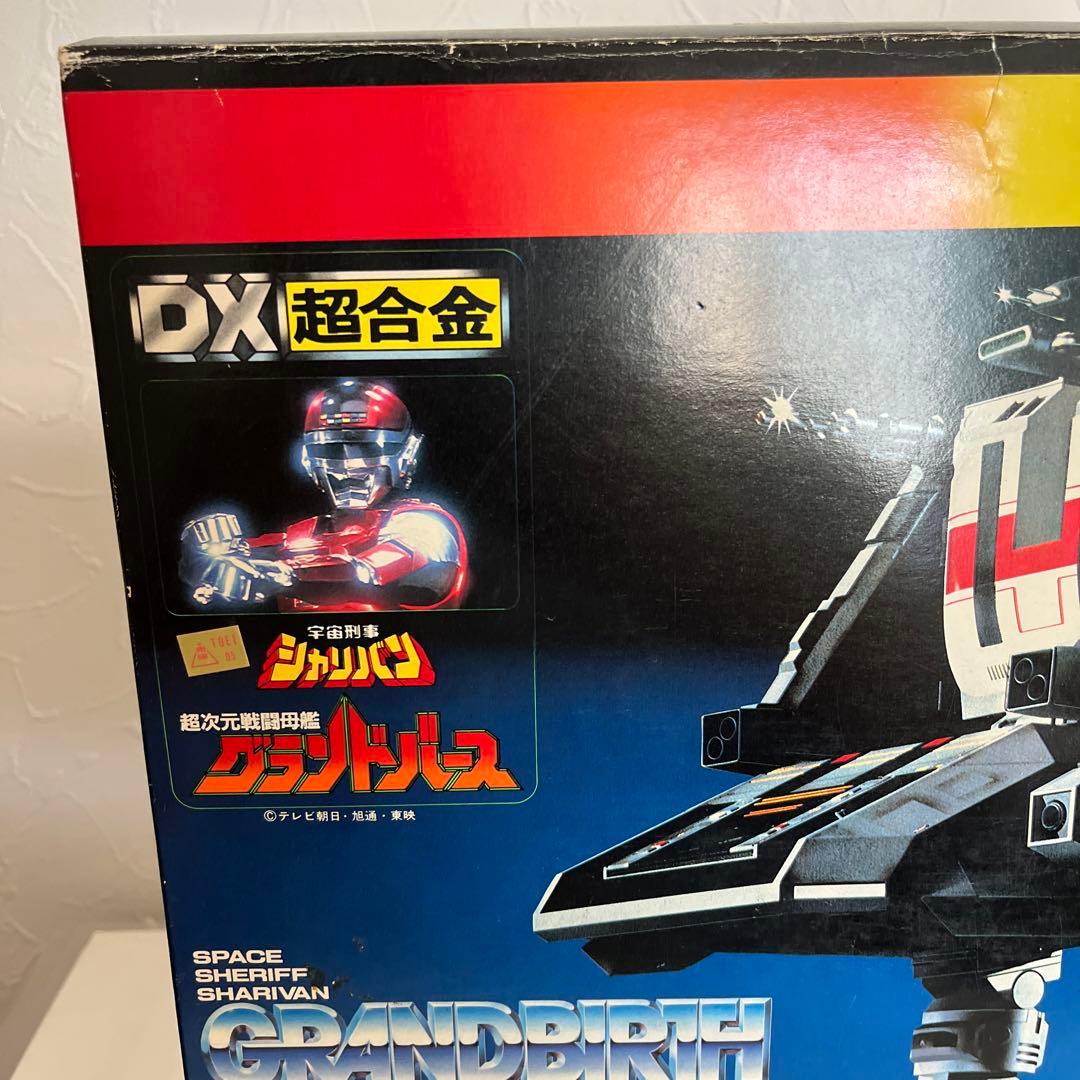 DX 超合金
TOEI
宇宙刑事
シャリバン
超次元戦闘母艦
グランドバース
©テレビ朝日・旭通・東映
SPACE
SHERIFF
SHARIVAN
GRANDBIRTH